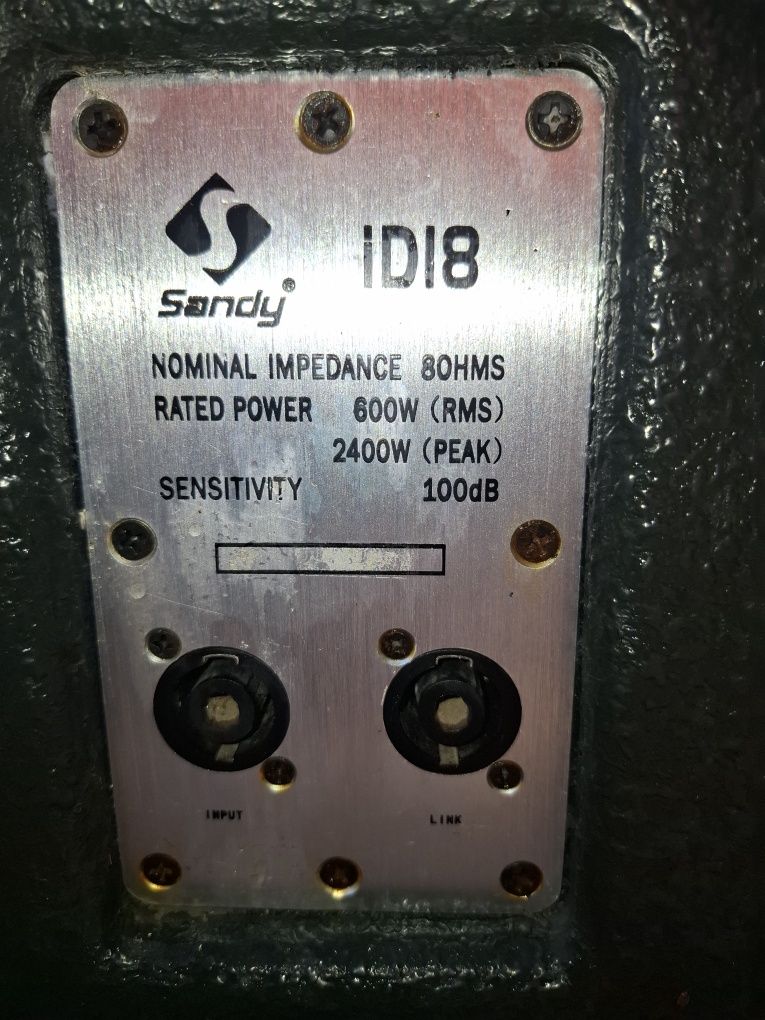 Sandy®
iD18
NOMINAL IMPEDANCE 8OHMS
RATED POWER 600W (RMS)
2400W (PEAK)
SENSITIVITY 100dB
INPUT
LINK